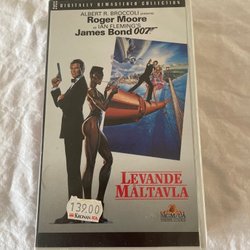 DIGITALLY REMASTERED COLLECTION
ALBERT R. BROCCOLI presents
Roger Moore
as IAN FLEMING'S
James Bond 007
LEVANDE
MÅLTAVLA
139.00